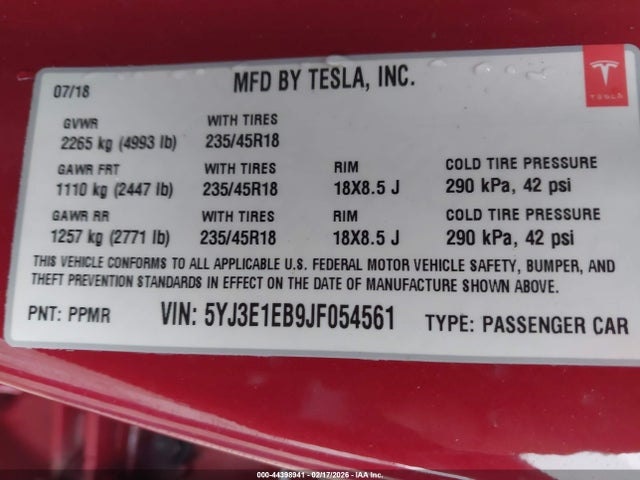 07/18
MFD BY TESLA, INC.
TESLA
GVWR
WITH TIRES
2265 kg (4993 lb)
235/45R18
GAWR FRT
WITH TIRES
RIM
COLD TIRE PRESSURE
1110 kg (2447 lb)
235/45R18
18X8.5 J
290 kPa, 42 psi
GAWR RR
WITH TIRES
RIM
COLD TIRE PRESSURE
1257 kg (2771 lb)
235/45R18
18X8.5 J
290 kPa, 42 psi
THIS VEHICLE CONFORMS TO ALL APPLICABLE U.S. FEDERAL MOTOR VEHICLE SAFETY, BUMPER, AND
THEFT PREVENTION STANDARDS IN EFFECT ON THE DATE OF MANUFACTURE SHOWN ABOVE.
PNT: PPMR
VIN: 5YJ3E1EB9JF054561
TYPE: PASSENGER CAR
000-44398941 - 02/17/2026 - IAA Inc.